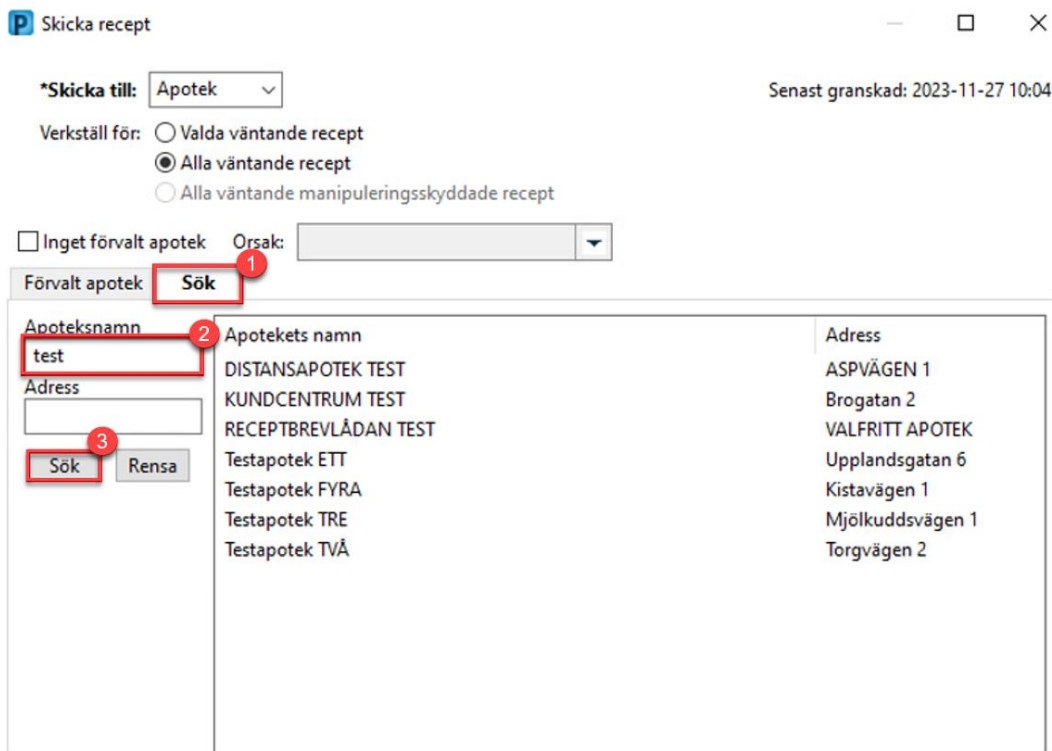 P Skicka recept
*Skicka till: Apotek
Senast granskad: 2023-11-27 10:04
Verkställ för: Valda väntande recept
Alla väntande recept
Alla väntande manipuleringsskyddade recept
Inget förvalt apotek Orsak:
1
Förvalt apotek Sök
Apoteksnamn
2
test
Adress
3
Sök Rensa
Apotekets namn Adress
DISTANSAPOTEK TEST ASPVÄGEN 1
KUNDCENTRUM TEST Brogatan 2
RECEPTBREVLÅDAN TEST VALFRITT APOTEK
Testapotek ETT Upplandsgatan 6
Testapotek FYRA Kistavägen 1
Testapotek TRE Mjölkuddsvägen 1
Testapotek TVÅ Torgvägen 2